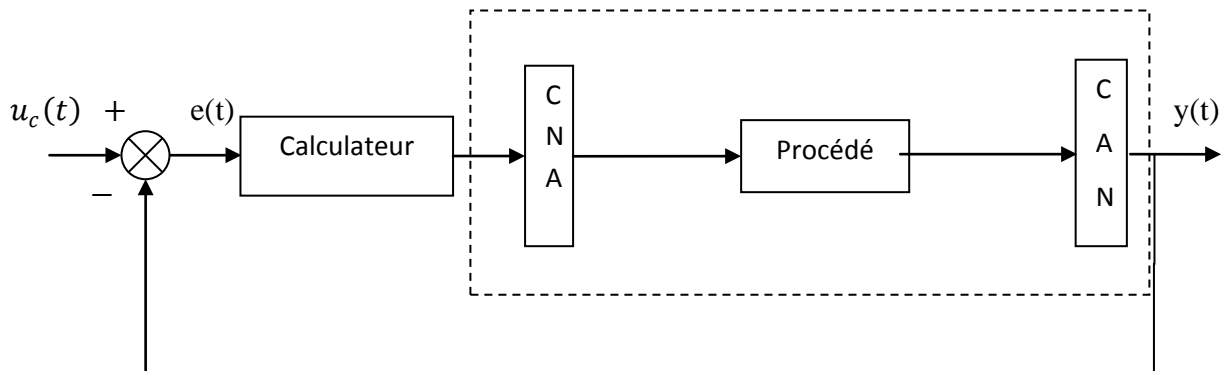 u_c(t) +
−
e(t)
Calculateur
C
N
A
Procédé
C
A
N
y(t)